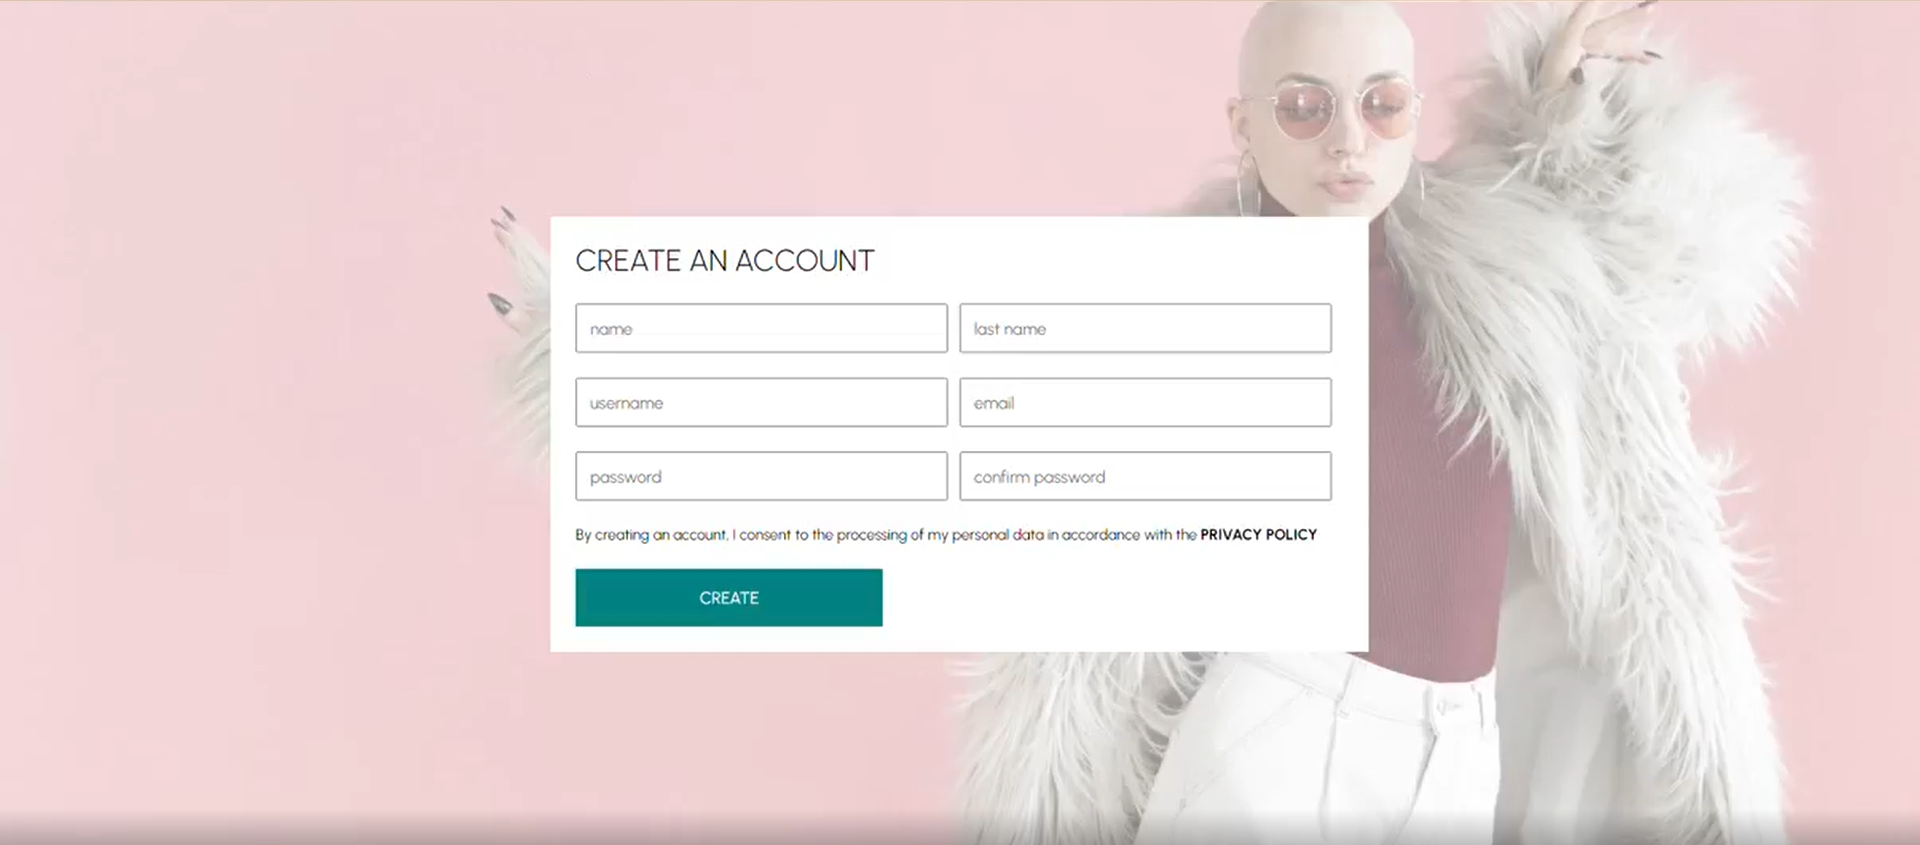 CREATE AN ACCOUNT
name
last name
username
email
password
confirm password
By creating an account, I consent to the processing of my personal data in accordance with the PRIVACY POLICY
CREATE